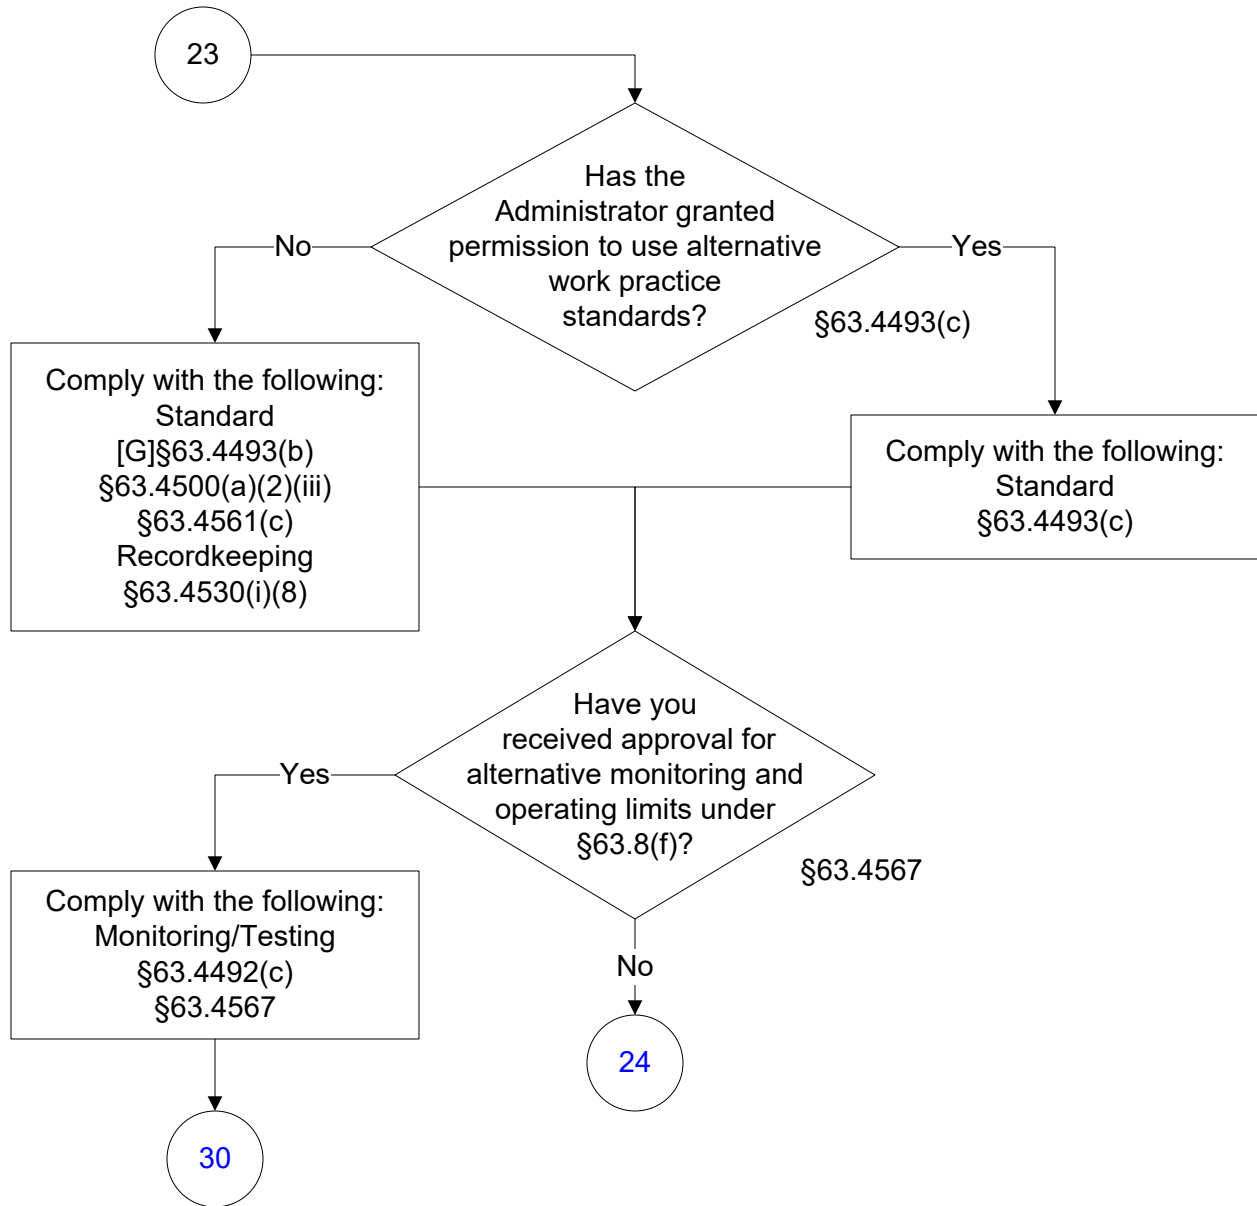 23
Has the
Administrator granted
permission to use alternative
work practice
standards?
No
Yes
§63.4493(c)
Comply with the following:
Standard
[G]§63.4493(b)
§63.4500(a)(2)(iii)
§63.4561(c)
Recordkeeping
§63.4530(i)(8)
Comply with the following:
Standard
§63.4493(c)
Have you
received approval for
alternative monitoring and
operating limits under
§63.8(f)?
Yes
§63.4567
Comply with the following:
Monitoring/Testing
§63.4492(c)
§63.4567
No
24
30